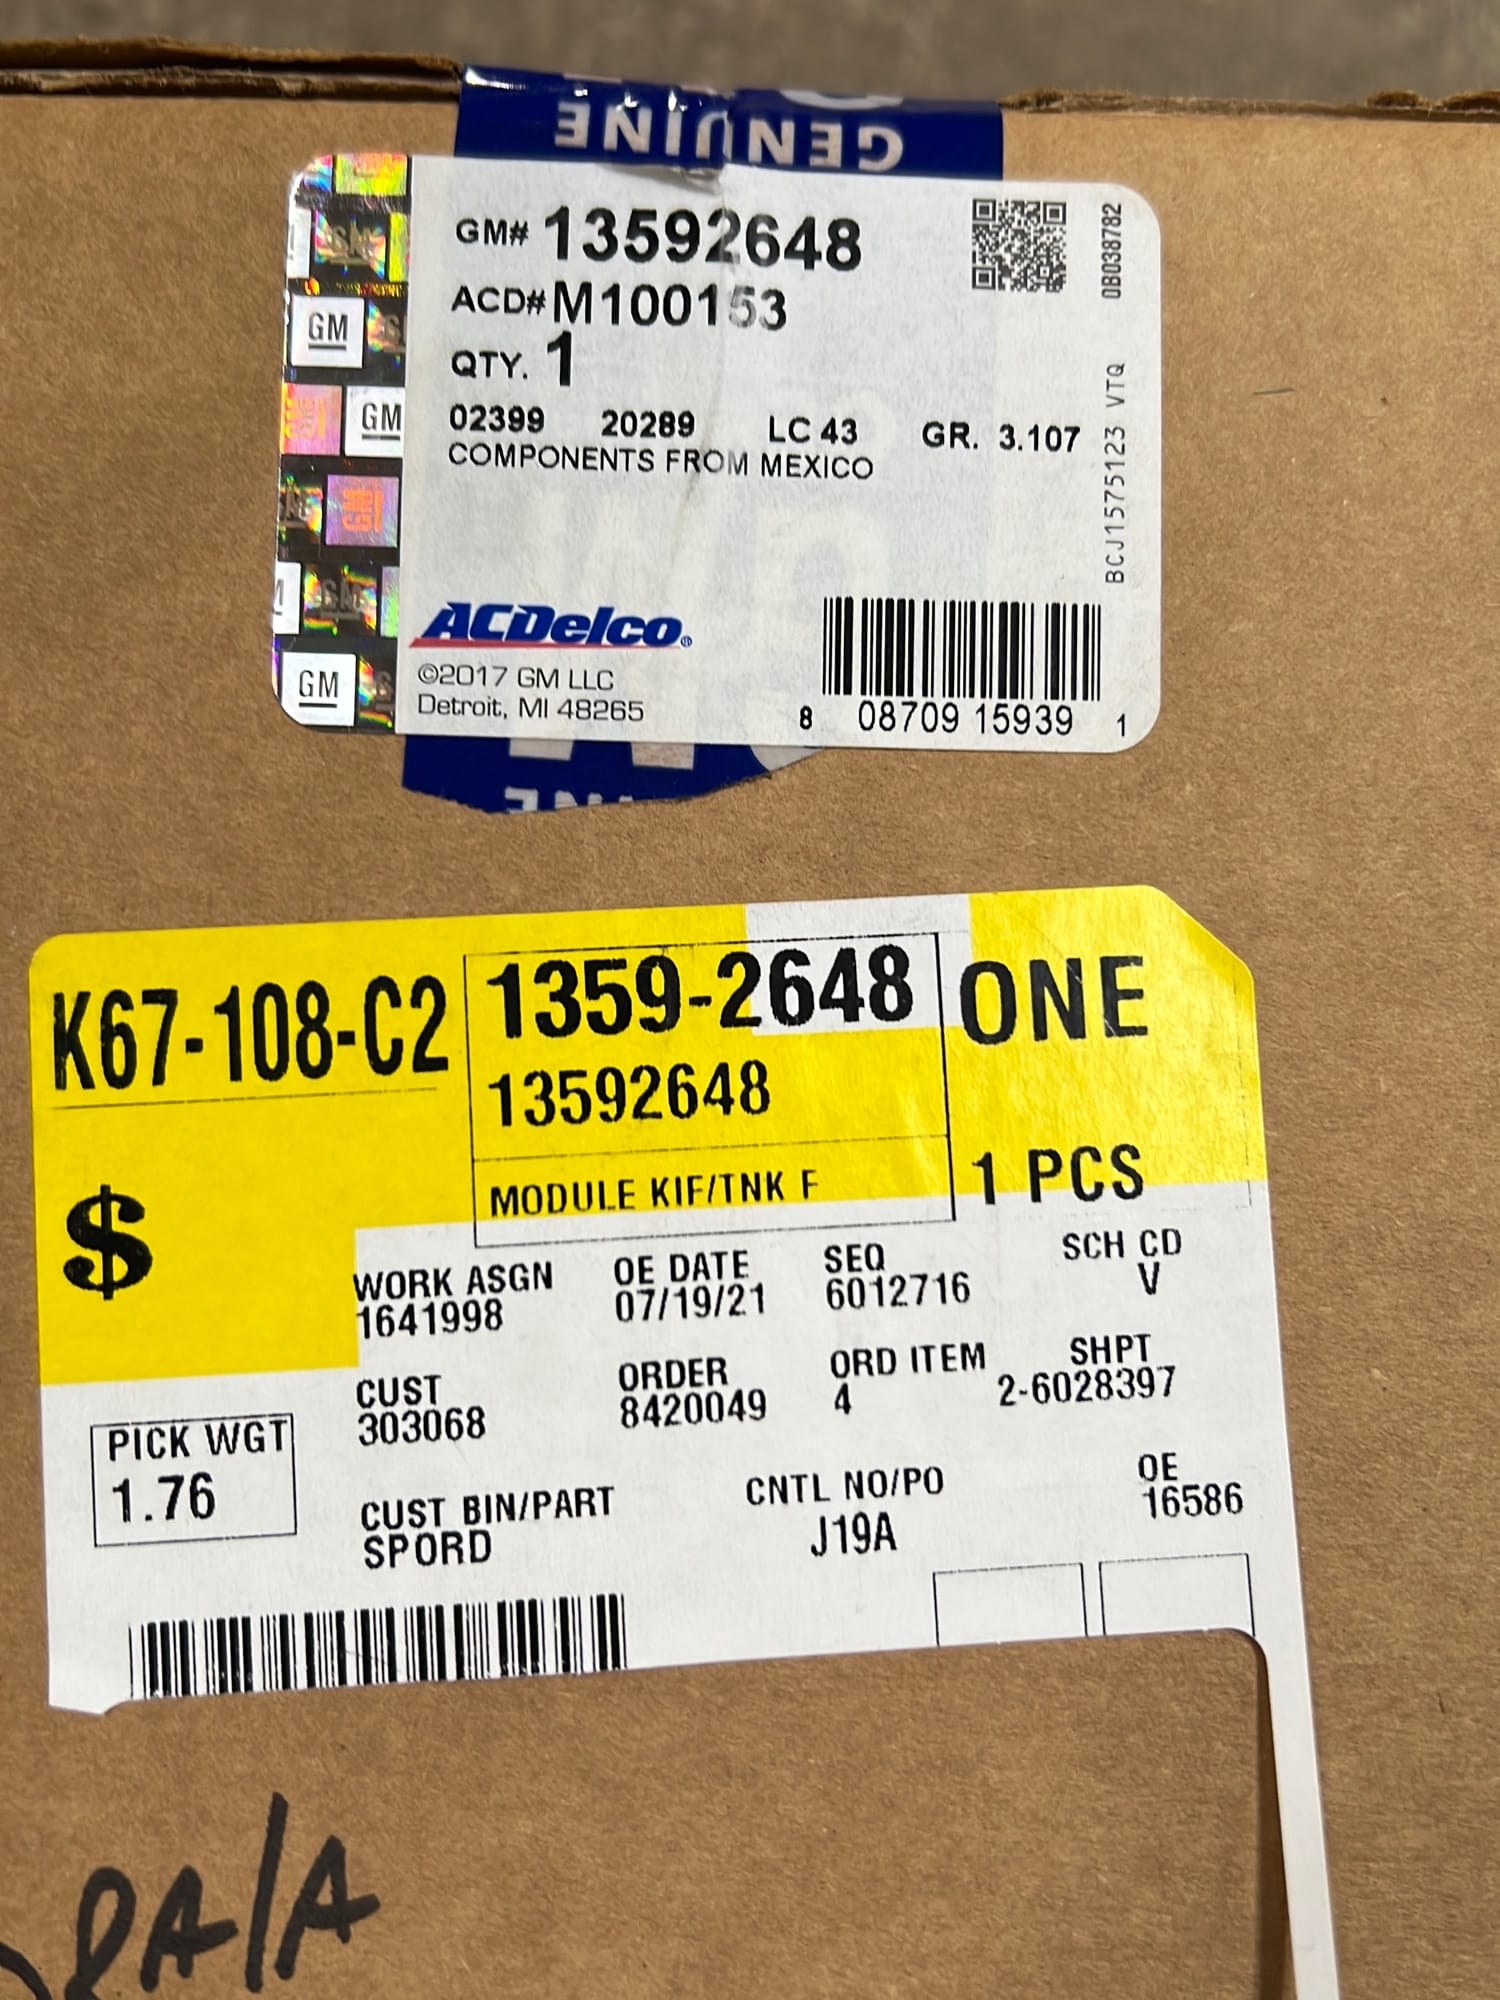 GENUINE
GM# 13592648
ACD# M100153
QTY. 1
02399 20289 LC 43 GR. 3.107
COMPONENTS FROM MEXICO
0B038782
BCJ1575123 VTQ
GM
GM
GM
ACDelco®
©2017 GM LLC
Detroit, MI 48265
8 08709 15939 1
K67-108-C2
1359-2648
ONE
13592648
MODULE KIF/TNK F
1 PCS
$
WORK ASGN
1641998
OE DATE
07/19/21
SEQ
6012716
SCH CD
V
CUST
303068
ORDER
8420049
ORD ITEM
4
SHPT
2-6028397
PICK WGT
1.76
CUST BIN/PART
SPORD
CNTL NO/PO
J19A
OE
16586